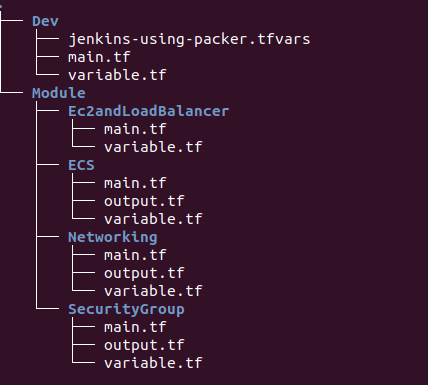 Dev
jenkins-using-packer.tfvars
main.tf
variable.tf
Module
Ec2andLoadBalancer
main.tf
variable.tf
ECS
main.tf
output.tf
variable.tf
Networking
main.tf
output.tf
variable.tf
SecurityGroup
main.tf
output.tf
variable.tf